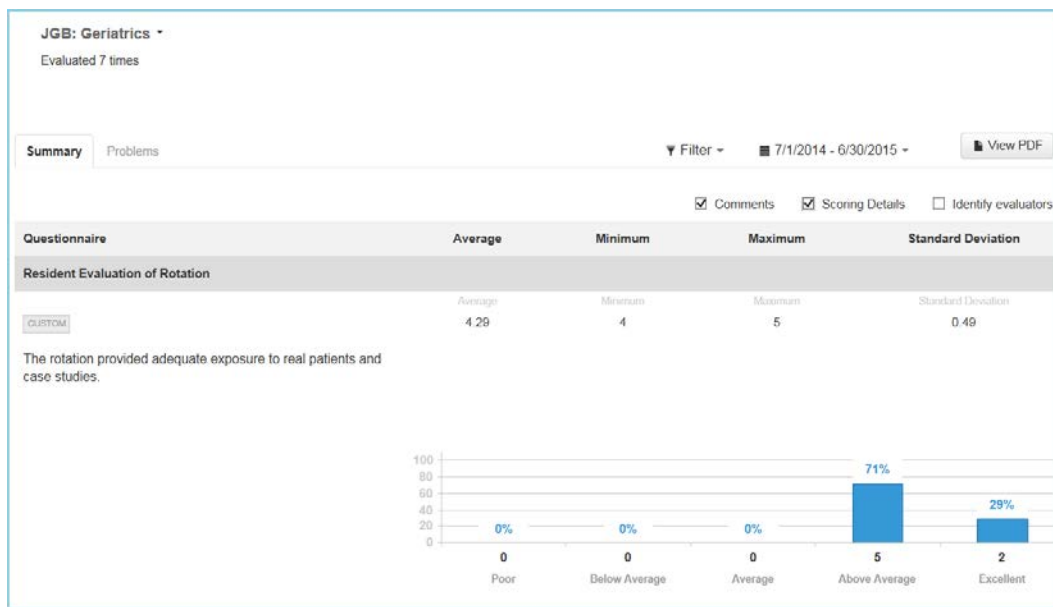 JGB: Geriatrics
Evaluated 7 times
Summary Problems Filter 7/1/2014 - 6/30/2015 View PDF
Comments Scoring Details Identify evaluators
Questionnaire Average Minimum Maximum Standard Deviation
Resident Evaluation of Rotation
Average Minimum Maximum Standard Deviation
CUSTOM 4.29 4 5 0.49
The rotation provided adequate exposure to real patients and
case studies.
100
80
60
40
20
0
0% 0% 0% 71% 29%
0 0 0 5 2
Poor Below Average Average Above Average Excellent